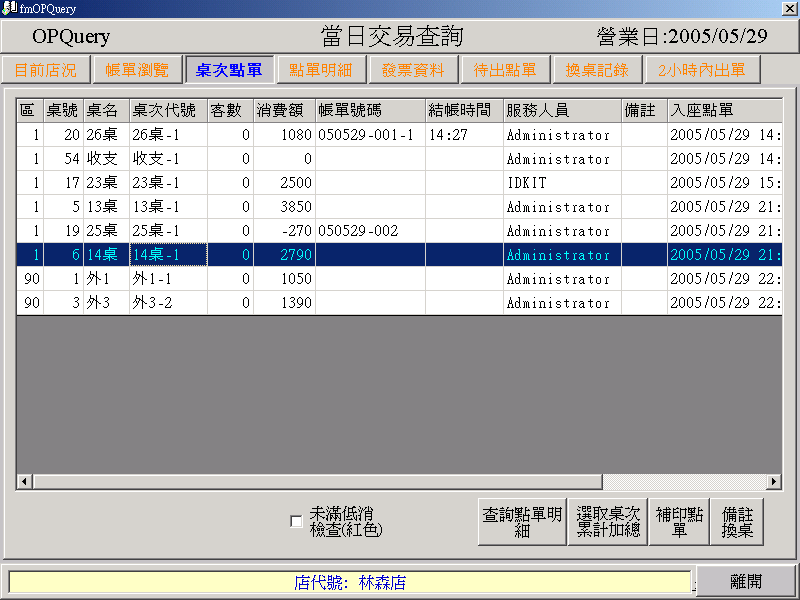 fmOPQuery
OPQuery 當日交易查詢 營業日:2005/05/29
目前店況 帳單瀏覽 桌次點單 點單明細 發票資料 待出點單 換桌記錄 2小時內出單
區 桌號 桌名 桌次代號 客數 消費額 帳單號碼 結帳時間 服務人員 備註 入座點單
1 20 26桌 26桌-1 0 1080 050529-001-1 14:27 Administrator 2005/05/29 14:
1 54 收支 收支-1 0 0 Administrator 2005/05/29 14:
1 17 23桌 23桌-1 0 2500 IDKIT 2005/05/29 15:
1 5 13桌 13桌-1 0 3850 Administrator 2005/05/29 21:
1 19 25桌 25桌-1 0 -270 050529-002 Administrator 2005/05/29 21:
1 6 14桌 14桌-1 0 2790 Administrator 2005/05/29 21:
90 1 外1 外1-1 0 1050 Administrator 2005/05/29 22:
90 3 外3 外3-2 0 1390 Administrator 2005/05/29 22:
未滿低消
檢查(紅色)
查詢點單明
細
選取桌次
累計加總
補印點
單
備註
換桌
店代號: 林森店
離開